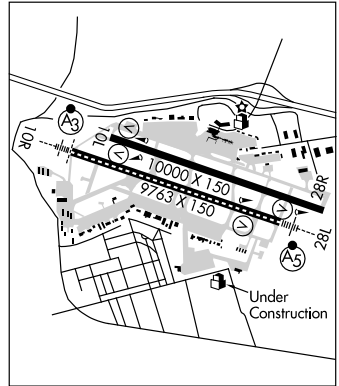 A3
10R
10L
V
V
10000 X 150
9763 X 150
28R
V
V
28L
A5
Under
Construction